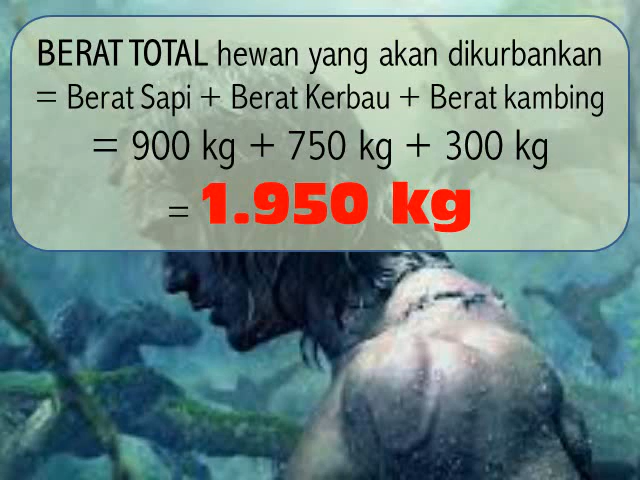 BERAT TOTAL hewan yang akan dikurbankan
= Berat Sapi + Berat Kerbau + Berat kambing
= 900 kg + 750 kg + 300 kg
= 1.950 kg